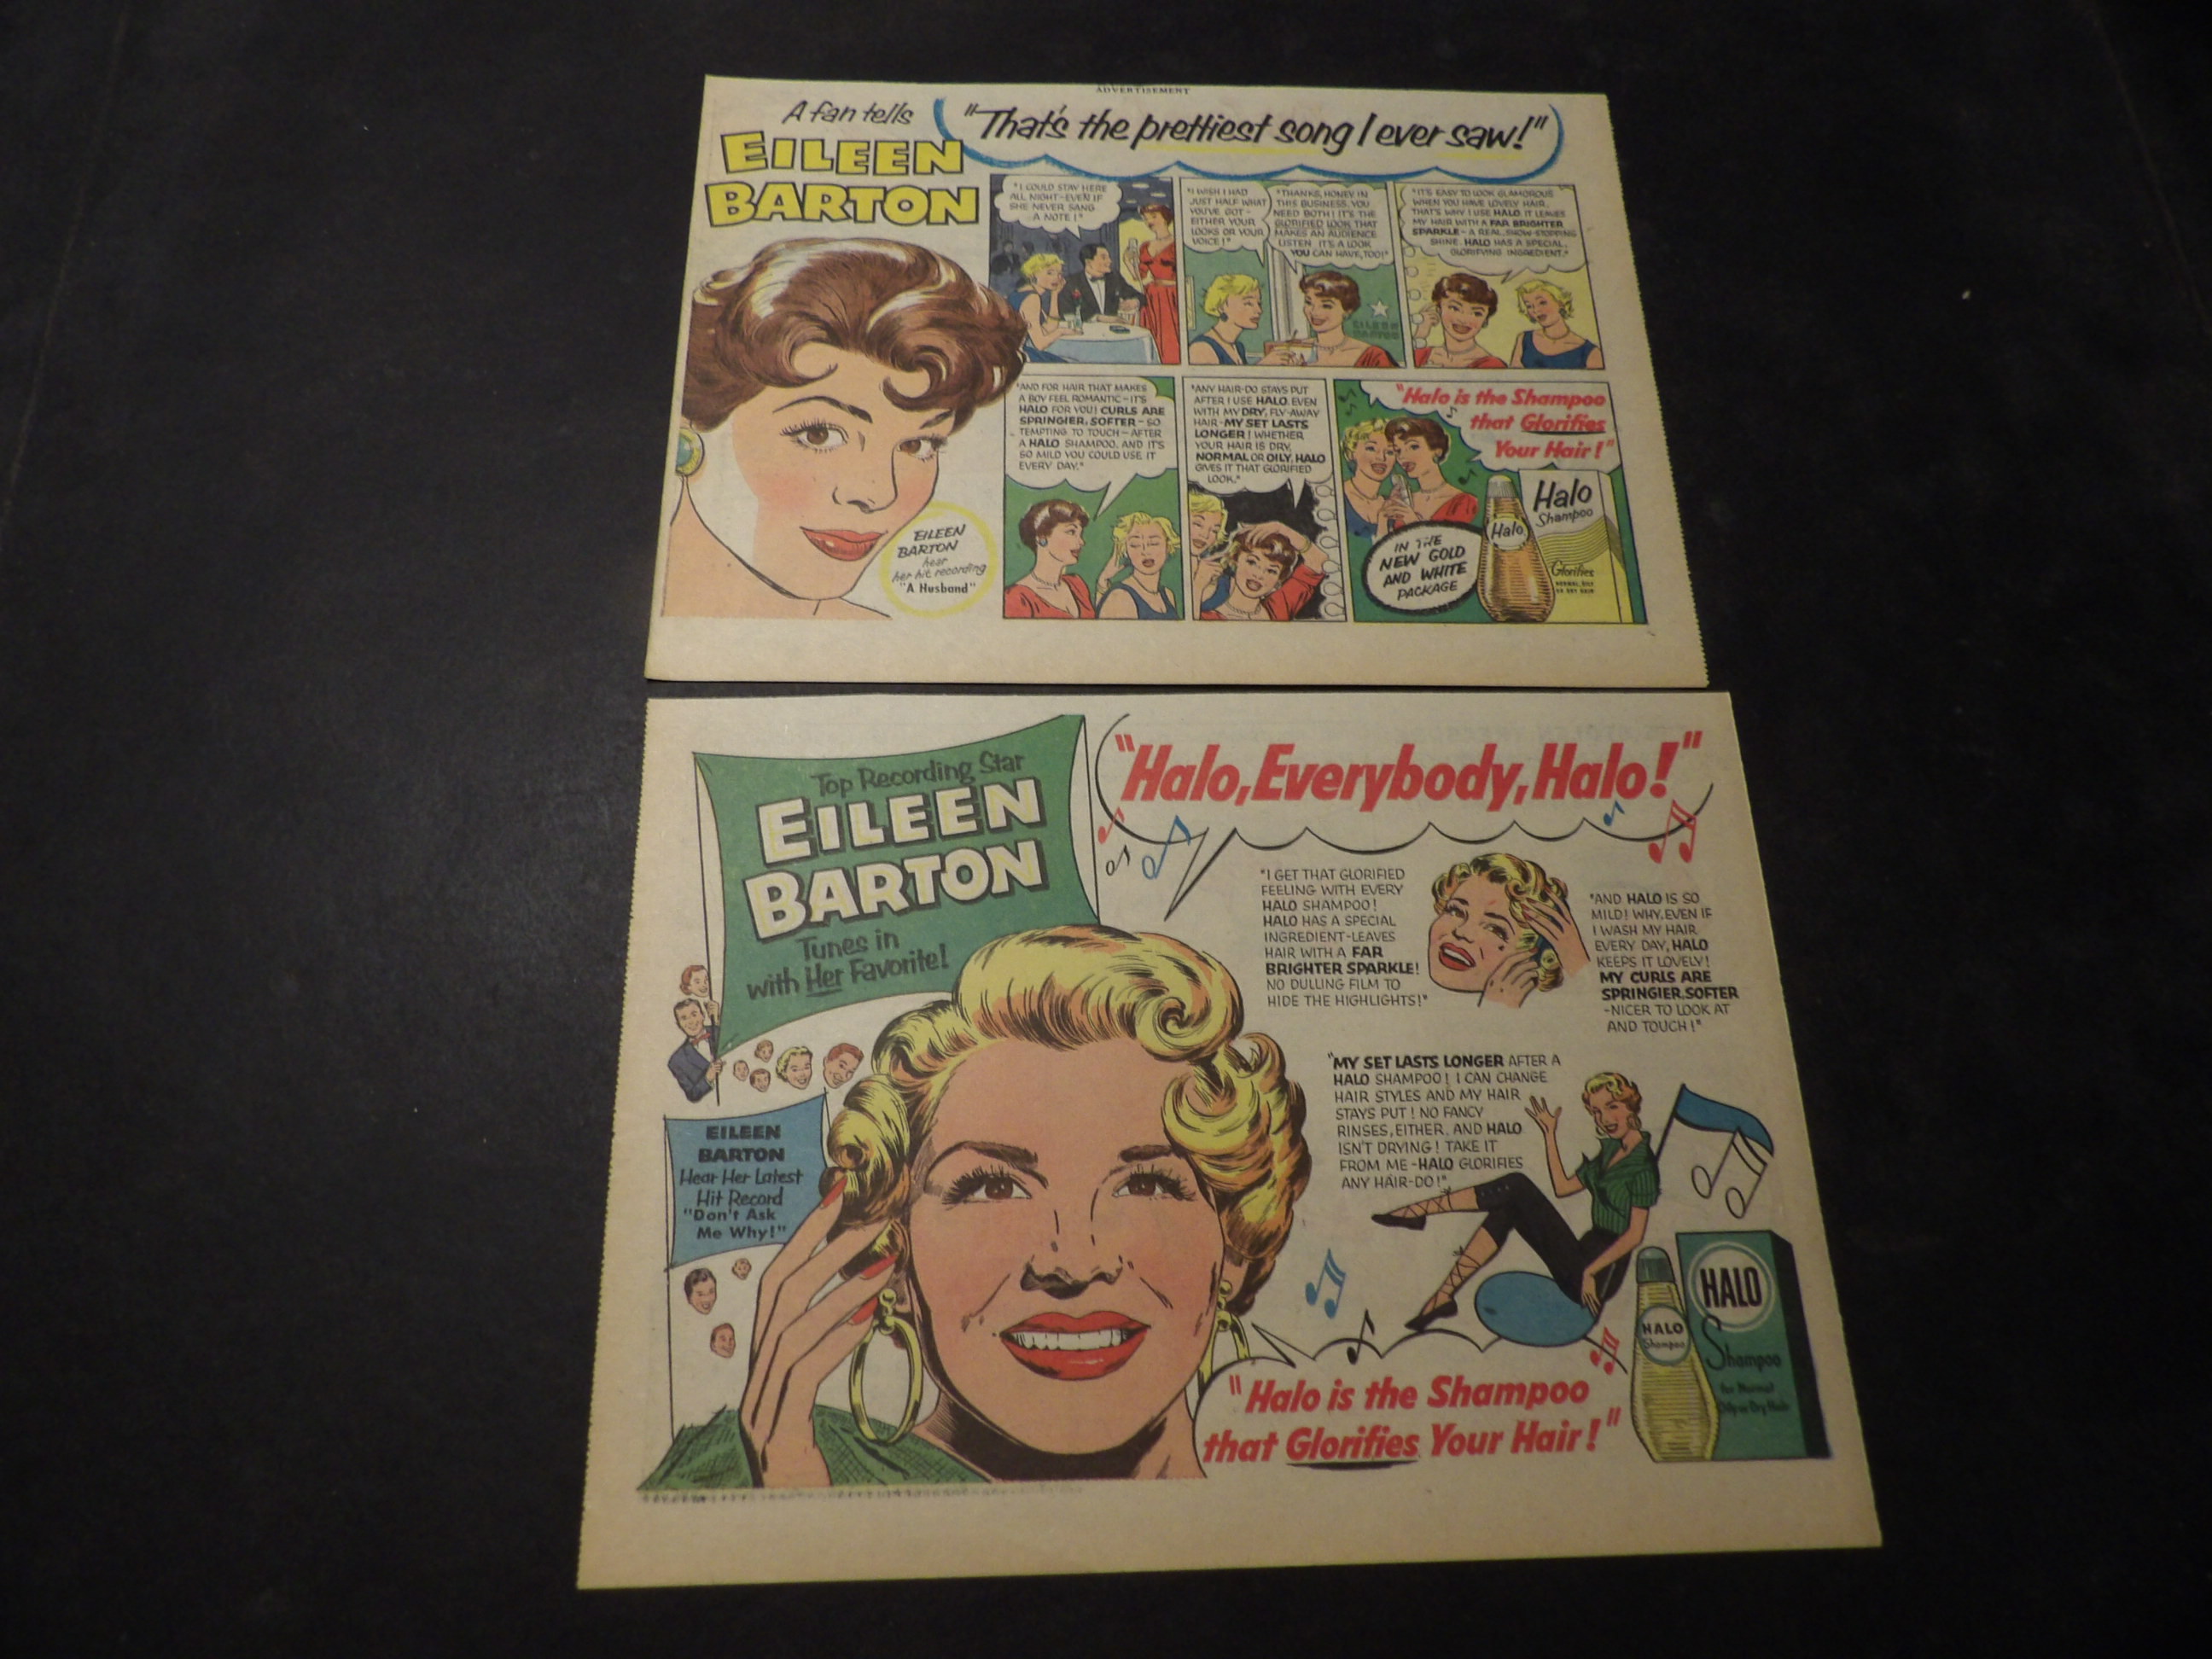 ADVERTISEMENT
A fan tells
EILEEN
BARTON
"That's the prettiest song I ever saw!"
"I COULD STAY HERE
ALL NIGHT-EVEN IF
SHE NEVER SANG
A NOTE!"
"I WISH I HAD
JUST HALF WHAT
YOU'VE GOT-
EITHER YOUR
LOOKS OR YOUR
VOICE!"
"THANKS, HONEY IN
THIS BUSINESS, YOU
NEED BOTH! IT'S THE
GLORIFIED LOOK THAT
MAKES AN AUDIENCE
LISTEN IT'S A LOOK
YOU CAN HAVE, TOO!"
EILEEN
BARTON
"IT'S EASY TO LOOK GLAMOROUS
WHEN YOU HAVE LOVELY HAIR.
THAT'S WHY I USE HALO. IT LEAVES
MY HAIR WITH A FAR BRIGHTER
SPARKLE-A REAL, SHOW-STOPPING
SHINE. HALO HAS A SPECIAL,
GLORIFYING INGREDIENT."
"AND FOR HAIR THAT MAKES
A BOY FEEL ROMANTIC-IT'S
HALO FOR YOU! CURLS ARE
SPRINGIER, SOFTER-SO
TEMPTING TO TOUCH-AFTER
A HALO SHAMPOO. AND IT'S
SO MILD YOU COULD USE IT
EVERY DAY."
"ANY HAIR-DO STAYS PUT
AFTER I USE HALO. EVEN
WITH MY DRY, FLY-AWAY
HAIR-MY SET LASTS
LONGER! WHETHER
YOUR HAIR IS DRY,
NORMAL OR OILY, HALO
GIVES IT THAT GLORIFIED
LOOK."
"Halo is the Shampoo
that Glorifies
Your Hair!"
Halo
Shampoo
Halo
Glorifies
NORMAL, OILY
OR DRY HAIR
IN THE
NEW GOLD
AND WHITE
PACKAGE
EILEEN
BARTON
hear
her hit recording
"A Husband"
Top Recording Star
EILEEN
BARTON
Tunes in
with Her Favorite!
"Halo, Everybody, Halo!"
"I GET THAT GLORIFIED
FEELING WITH EVERY
HALO SHAMPOO!
HALO HAS A SPECIAL
INGREDIENT-LEAVES
HAIR WITH A FAR
BRIGHTER SPARKLE!
NO DULLING FILM TO
HIDE THE HIGHLIGHTS!"
"AND HALO IS SO
MILD! WHY, EVEN IF
I WASH MY HAIR
EVERY DAY, HALO
KEEPS IT LOVELY!
MY CURLS ARE
SPRINGIER, SOFTER
-NICER TO LOOK AT
AND TOUCH!"
"MY SET LASTS LONGER AFTER A
HALO SHAMPOO! I CAN CHANGE
HAIR STYLES AND MY HAIR
STAYS PUT! NO FANCY
RINSES, EITHER. AND HALO
ISN'T DRYING! TAKE IT
FROM ME-HALO GLORIFIES
ANY HAIR-DO!"
EILEEN
BARTON
Hear Her Latest
Hit Record
"Don't Ask
Me Why!"
"Halo is the Shampoo
that Glorifies Your Hair!"
HALO
Shampoo
HALO
Shampoo
for Normal
Oily or Dry Hair